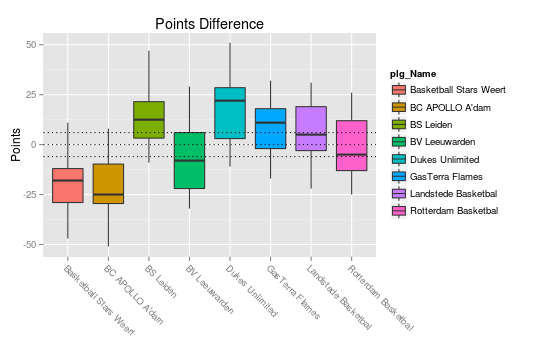 Points Difference
Points
50
25
0
-25
-50
Basketball Stars Weert
BC APOLLO A'dam
BS Leiden
BV Leeuwarden
Dukes Unlimited
GasTerra Flames
Landstede Basketbal
Rotterdam Basketbal
plg_Name
Basketball Stars Weert
BC APOLLO A'dam
BS Leiden
BV Leeuwarden
Dukes Unlimited
GasTerra Flames
Landstede Basketbal
Rotterdam Basketbal